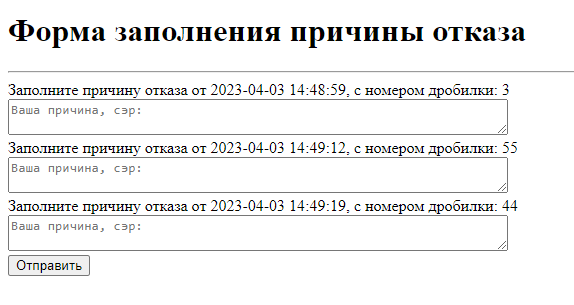 Форма заполнения причины отказа
Заполните причину отказа от 2023-04-03 14:48:59, с номером дробилки: 3
Ваша причина, сэр:
Заполните причину отказа от 2023-04-03 14:49:12, с номером дробилки: 55
Ваша причина, сэр:
Заполните причину отказа от 2023-04-03 14:49:19, с номером дробилки: 44
Ваша причина, сэр:
Отправить